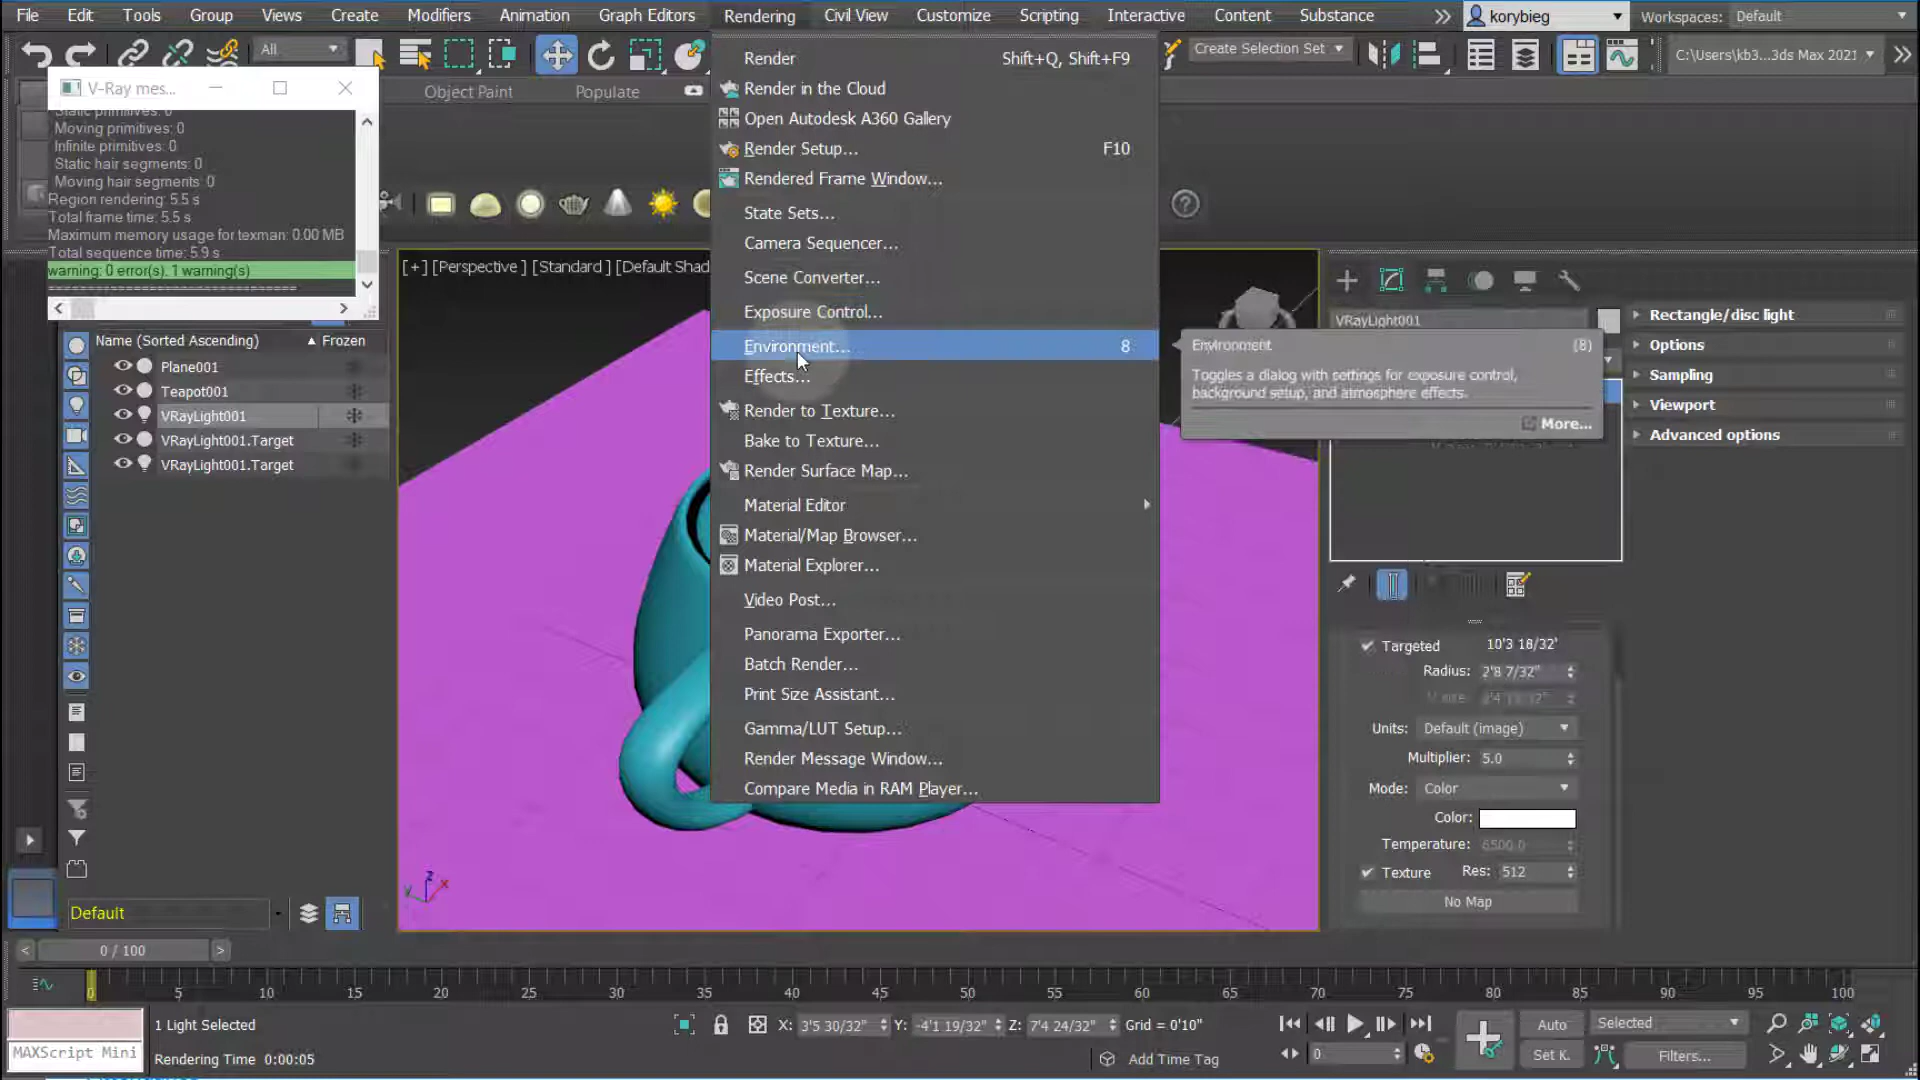 File Edit Tools Group Views Create Modifiers Animation Graph Editors Rendering Civil View Customize Scripting Interactive Content Substance korybieg Workspaces: Default
All Create Selection Set C:\Users\kb3...3ds Max 2021
V-Ray mes...
Object Paint Populate
Moving primitives: 0
Infinite primitives: 0
Static hair segments: 0
Moving hair segments: 0
Region rendering: 5.5 s
Total frame time: 5.5 s
Maximum memory usage for texman: 0.00 MB
Total sequence time: 5.9 s
warning: 0 error(s), 1 warning(s)
==============================
Name (Sorted Ascending) Frozen
Plane001
Teapot001
VRayLight001
VRayLight001.Target
VRayLight001.Target
Default
[+] [Perspective ] [Standard ] [Default Shad
Render Shift+Q, Shift+F9
Render in the Cloud
Open Autodesk A360 Gallery
Render Setup... F10
Rendered Frame Window...
State Sets...
Camera Sequencer...
Scene Converter...
Exposure Control...
Environment... 8
Effects...
Render to Texture...
Bake to Texture...
Render Surface Map...
Material Editor
Material/Map Browser...
Material Explorer...
Video Post...
Panorama Exporter...
Batch Render...
Print Size Assistant...
Gamma/LUT Setup...
Render Message Window...
Compare Media in RAM Player...
Environment (8)
Toggles a dialog with settings for exposure control,
background setup, and atmosphere effects.
More...
VRayLight001
Rectangle/disc light
Options
Sampling
Viewport
Advanced options
Targeted 10'3 18/32"
Radius: 2'8 7/32"
Units: Default (image)
Multiplier: 5.0
Mode: Color
Color:
Temperature: 6500.0
Texture Res: 512
No Map
z
x
y
< 0 / 100 >
0 5 10 15 20 25 30 35 40 45 50 55 60 65 70 75 80 85 90 95 100
MAXScript Mini
1 Light Selected
Rendering Time 0:00:05
X: 3'5 30/32" Y: -4'1 19/32" Z: 7'4 24/32" Grid = 0'10"
Add Time Tag
0
Auto Selected
Set K. Filters...